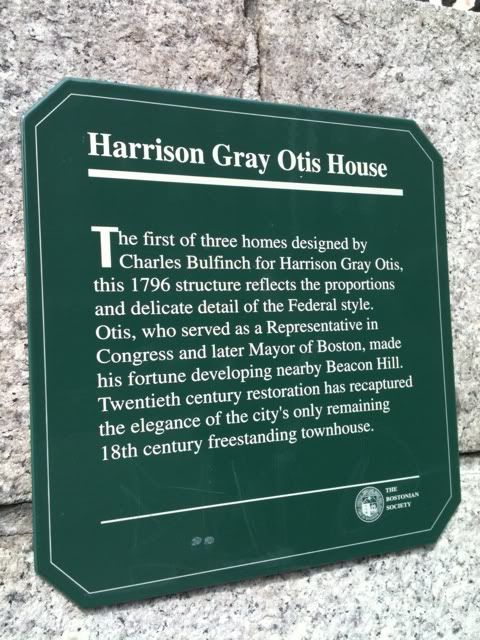 Harrison Gray Otis House
The first of three homes designed by
Charles Bulfinch for Harrison Gray Otis,
this 1796 structure reflects the proportions
and delicate detail of the Federal style.
Otis, who served as a Representative in
Congress and later Mayor of Boston, made
his fortune developing nearby Beacon Hill.
Twentieth century restoration has recaptured
the elegance of the city's only remaining
18th century freestanding townhouse.
THE
BOSTONIAN
SOCIETY